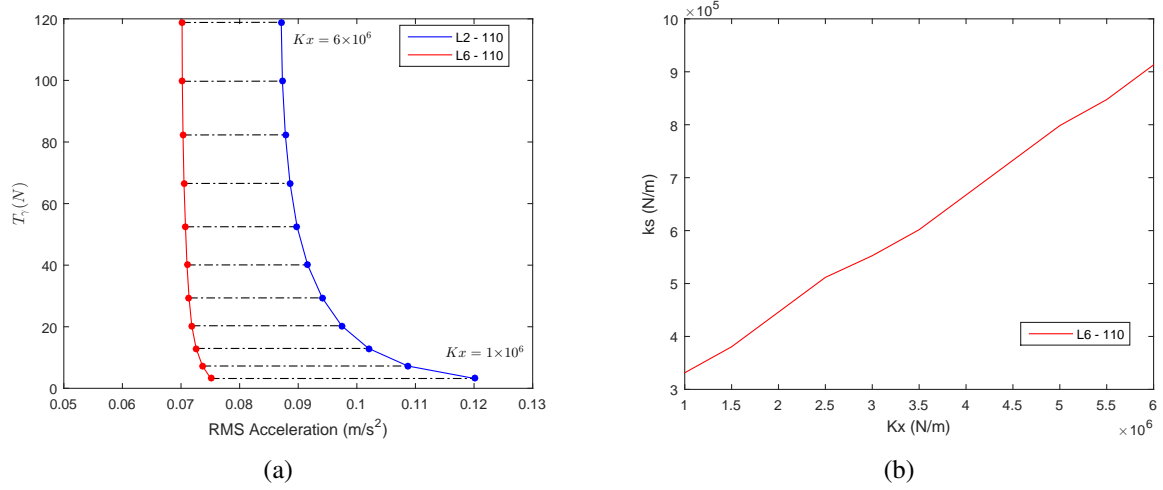 120
100
80
60
40
20
0
T_γ(N)
Kx = 6×10^6
L2 - 110
L6 - 110
Kx = 1×10^6
0.05 0.06 0.07 0.08 0.09 0.1 0.11 0.12 0.13
RMS Acceleration (m/s²)
(a)
×10^5
10
9
8
7
6
5
4
3
ks (N/m)
L6 - 110
1 1.5 2 2.5 3 3.5 4 4.5 5 5.5 6
Kx (N/m)
×10^6
(b)